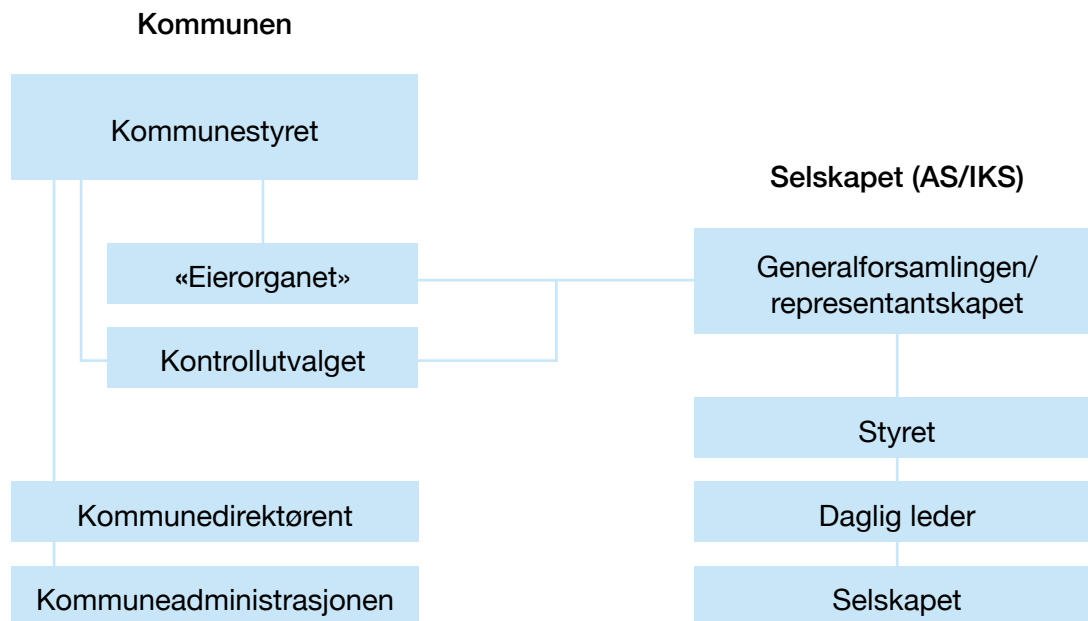 Kommunen
Kommunestyret
«Eierorganet»
Kontrollutvalget
Kommunedirektørent
Kommuneadministrasjonen
Selskapet (AS/IKS)
Generalforsamlingen/
representantskapet
Styret
Daglig leder
Selskapet